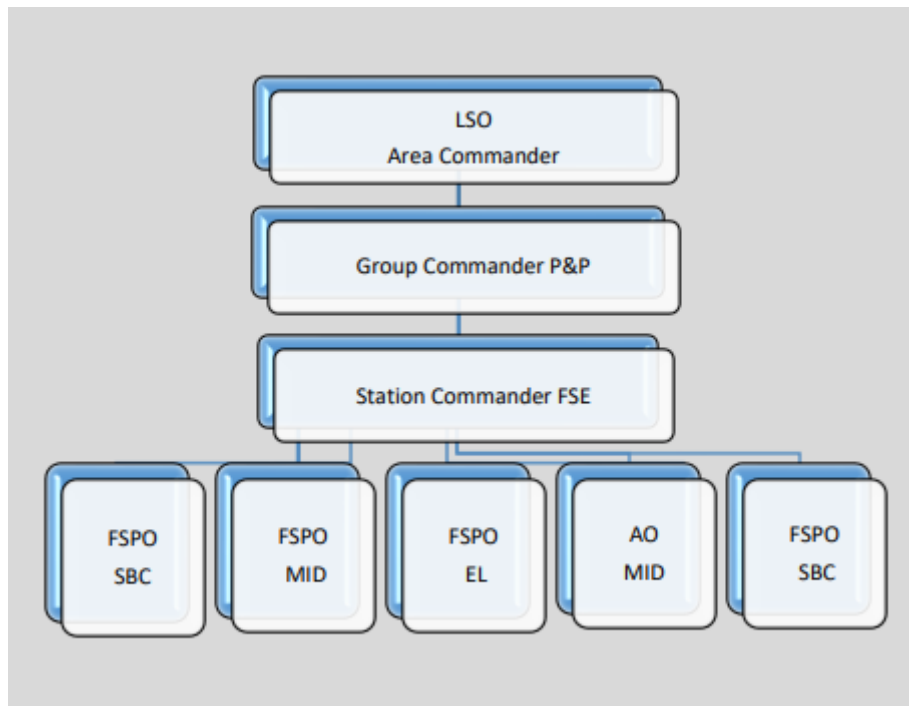 LSO
Area Commander
Group Commander P&P
Station Commander FSE
FSPO
SBC
FSPO
MID
FSPO
EL
AO
MID
FSPO
SBC